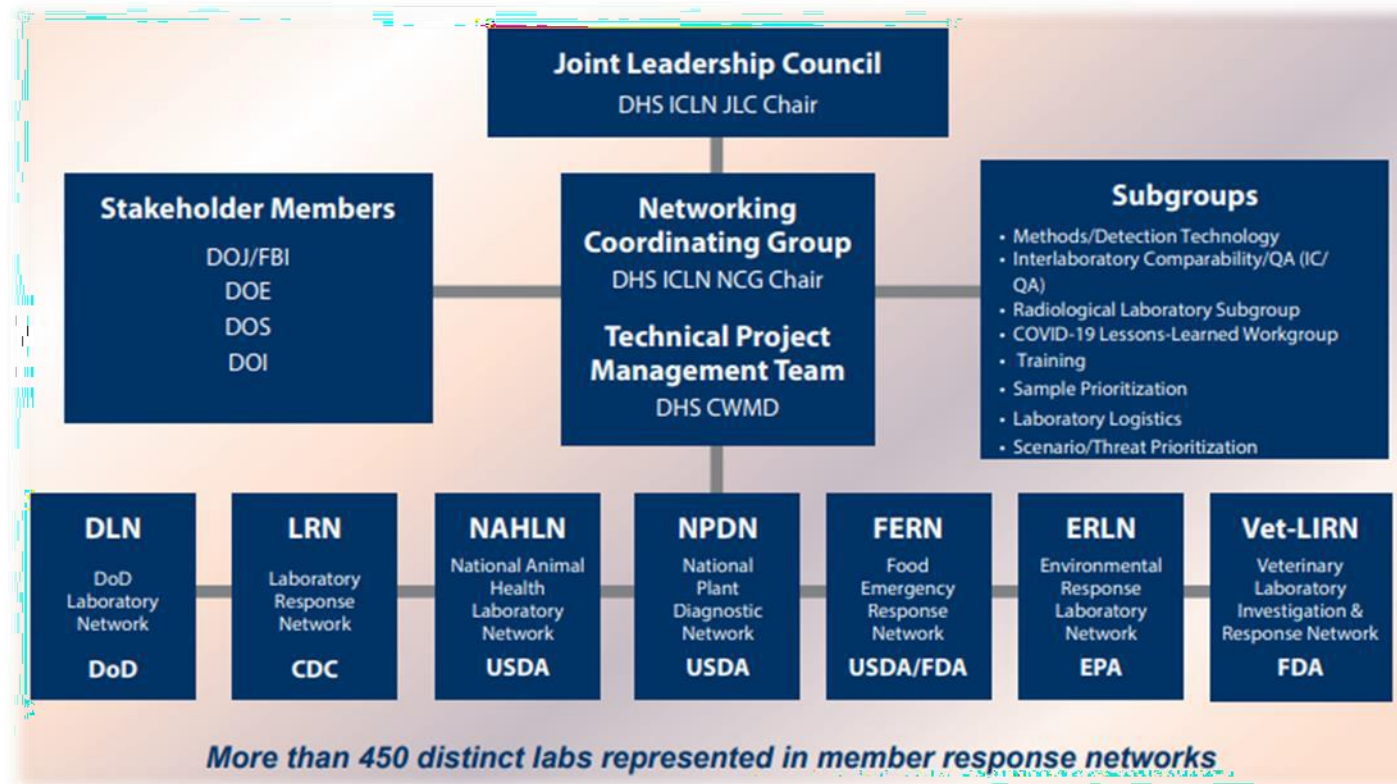 Joint Leadership Council
DHS ICLN JLC Chair
Stakeholder Members
DOJ/FBI
DOE
DOS
DOI
Networking
Coordinating Group
DHS ICLN NCG Chair
Technical Project
Management Team
DHS CWMD
Subgroups
• Methods/Detection Technology
• Interlaboratory Comparability/QA (IC/
QA)
• Radiological Laboratory Subgroup
• COVID-19 Lessons-Learned Workgroup
• Training
• Sample Prioritization
• Laboratory Logistics
• Scenario/Threat Prioritization
DLN
DoD
Laboratory
Network
DoD
LRN
Laboratory
Response
Network
CDC
NAHLN
National Animal
Health
Laboratory
Network
USDA
NPDN
National
Plant
Diagnostic
Network
USDA
FERN
Food
Emergency
Response
Network
USDA/FDA
ERLN
Environmental
Response
Laboratory
Network
EPA
Vet-LIRN
Veterinary
Laboratory
Investigation &
Response Network
FDA
More than 450 distinct labs represented in member response networks